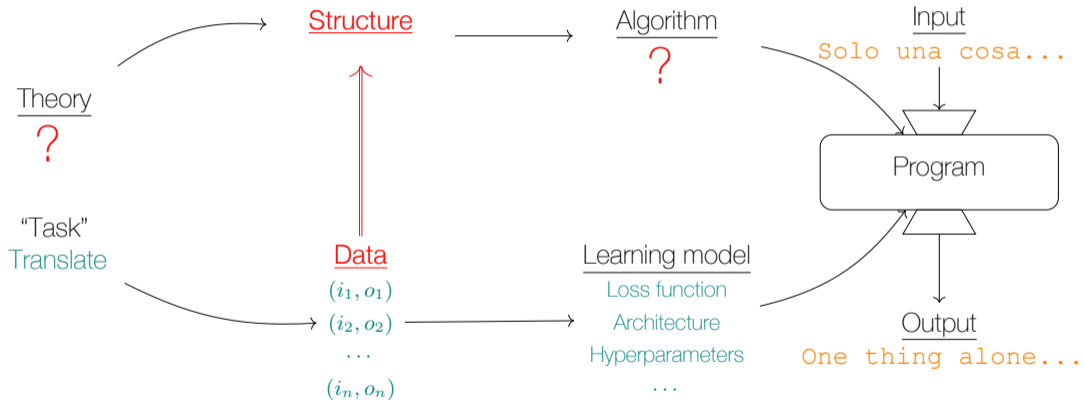 Structure
Algorithm
?
Input
Solo una cosa...
Theory
?
Program
"Task"
Translate
Data
(i₁, o₁)
(i₂, o₂)
...
(iₙ, oₙ)
Learning model
Loss function
Architecture
Hyperparameters
...
Output
One thing alone...